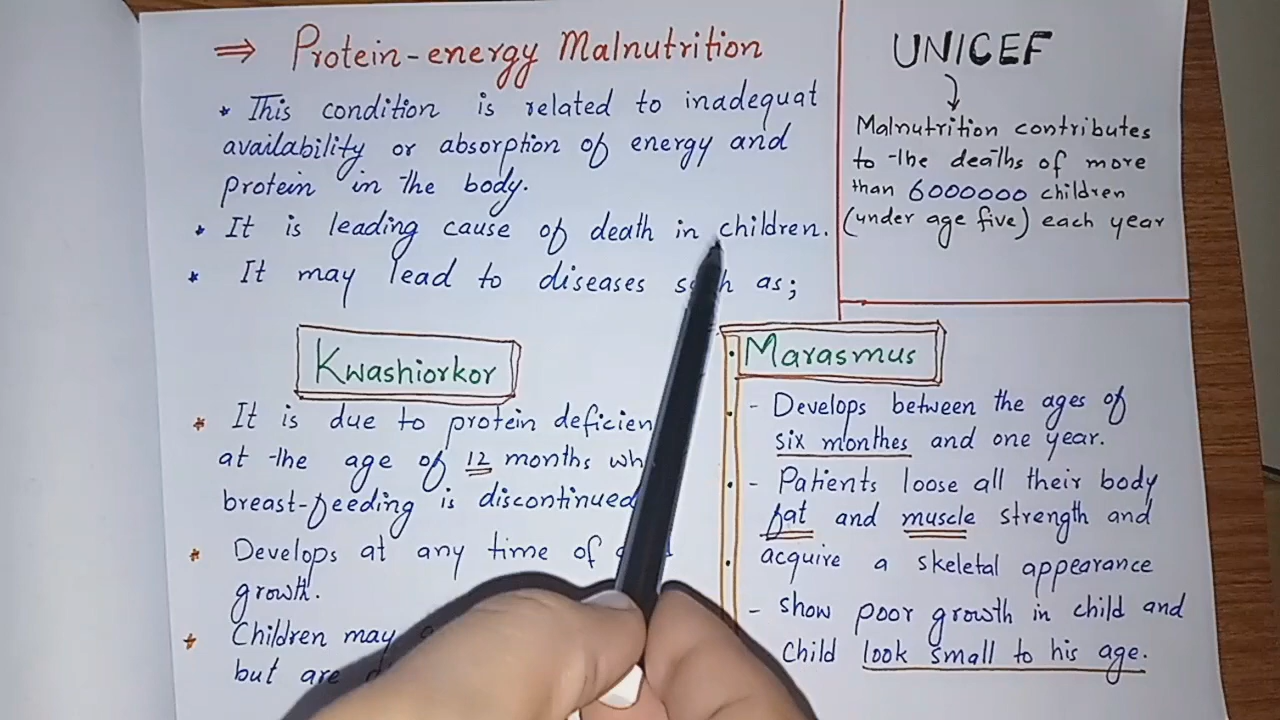 ⇒ Protein-energy Malnutrition
* This condition is related to inadequat
availability or absorption of energy and
protein in the body.
* It is leading cause of death in children.
* It may lead to diseases as;
Kwashiorkor
* It is due to protein
at the age of 12 months
breast-feeding is discontinued
* Develops at any time of
growth.
* Children may
but are
UNICEF
Malnutrition contributes
to the deaths of more
than 6000000 children
(under age five) each year
Marasmus
- Develops between the ages of
six monthes and one year.
- Patients loose all their body
fat and muscle strength and
acquire a skeletal appearance
- show poor growth in child and
child look small to his age.